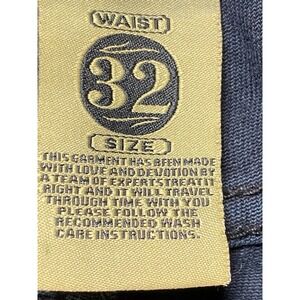 WAIST
32
SIZE
THIS GARMENT HAS BEEN MADE
WITH LOVE AND DEVOTION BY
A TEAM OF EXPERTS TREAT IT
RIGHT AND IT WILL TRAVEL
THROUGH TIME WITH YOU
PLEASE FOLLOW THE
RECOMMENDED WASH
CARE INSTRUCTIONS.